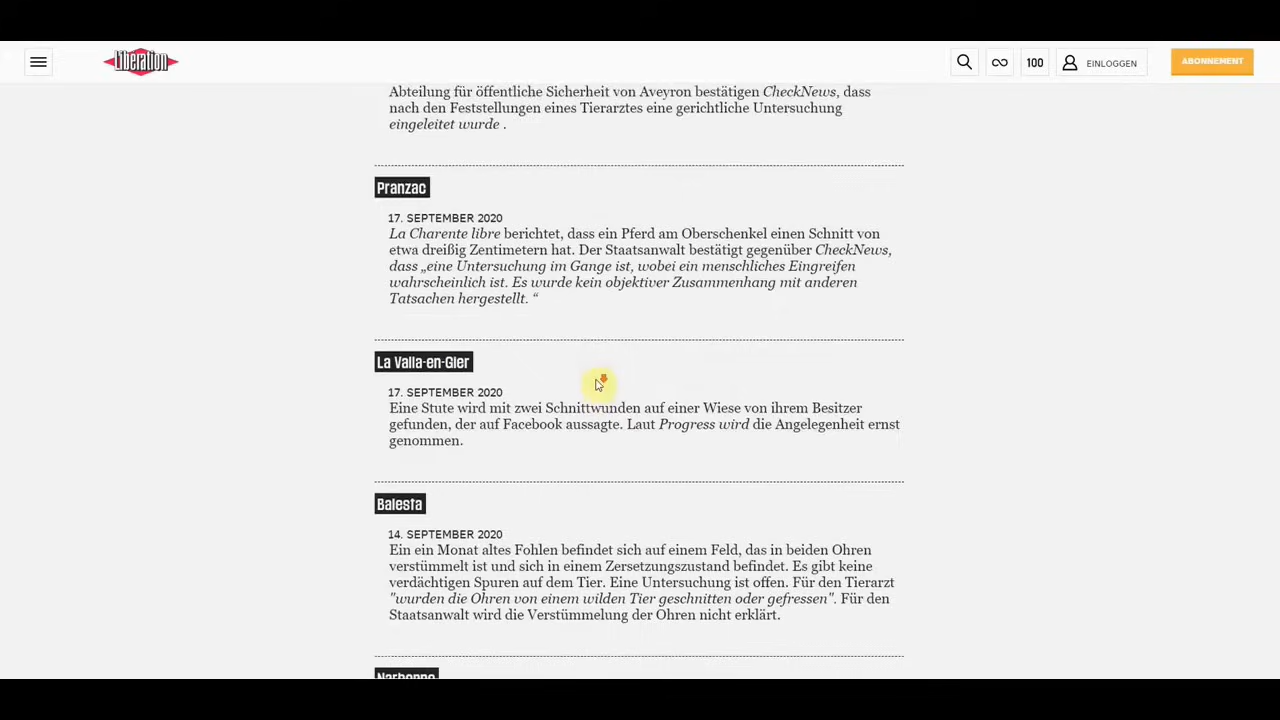 Libération
100
EINLOGGEN
ABONNEMENT
Abteilung für öffentliche Sicherheit von Aveyron bestätigen CheckNews, dass
nach den Feststellungen eines Tierarztes eine gerichtliche Untersuchung
eingeleitet wurde .
Pranzac
17. SEPTEMBER 2020
La Charente libre berichtet, dass ein Pferd am Oberschenkel einen Schnitt von
etwa dreißig Zentimetern hat. Der Staatsanwalt bestätigt gegenüber CheckNews,
dass „eine Untersuchung im Gange ist, wobei ein menschliches Eingreifen
wahrscheinlich ist. Es wurde kein objektiver Zusammenhang mit anderen
Tatsachen hergestellt. “
La Valla-en-Gier
17. SEPTEMBER 2020
Eine Stute wird mit zwei Schnittwunden auf einer Wiese von ihrem Besitzer
gefunden, der auf Facebook aussagte. Laut Progress wird die Angelegenheit ernst
genommen.
Balesta
14. SEPTEMBER 2020
Ein ein Monat altes Fohlen befindet sich auf einem Feld, das in beiden Ohren
verstümmelt ist und sich in einem Zersetzungszustand befindet. Es gibt keine
verdächtigen Spuren auf dem Tier. Eine Untersuchung ist offen. Für den Tierarzt
"wurden die Ohren von einem wilden Tier geschnitten oder gefressen". Für den
Staatsanwalt wird die Verstümmelung der Ohren nicht erklärt.
Narbonne